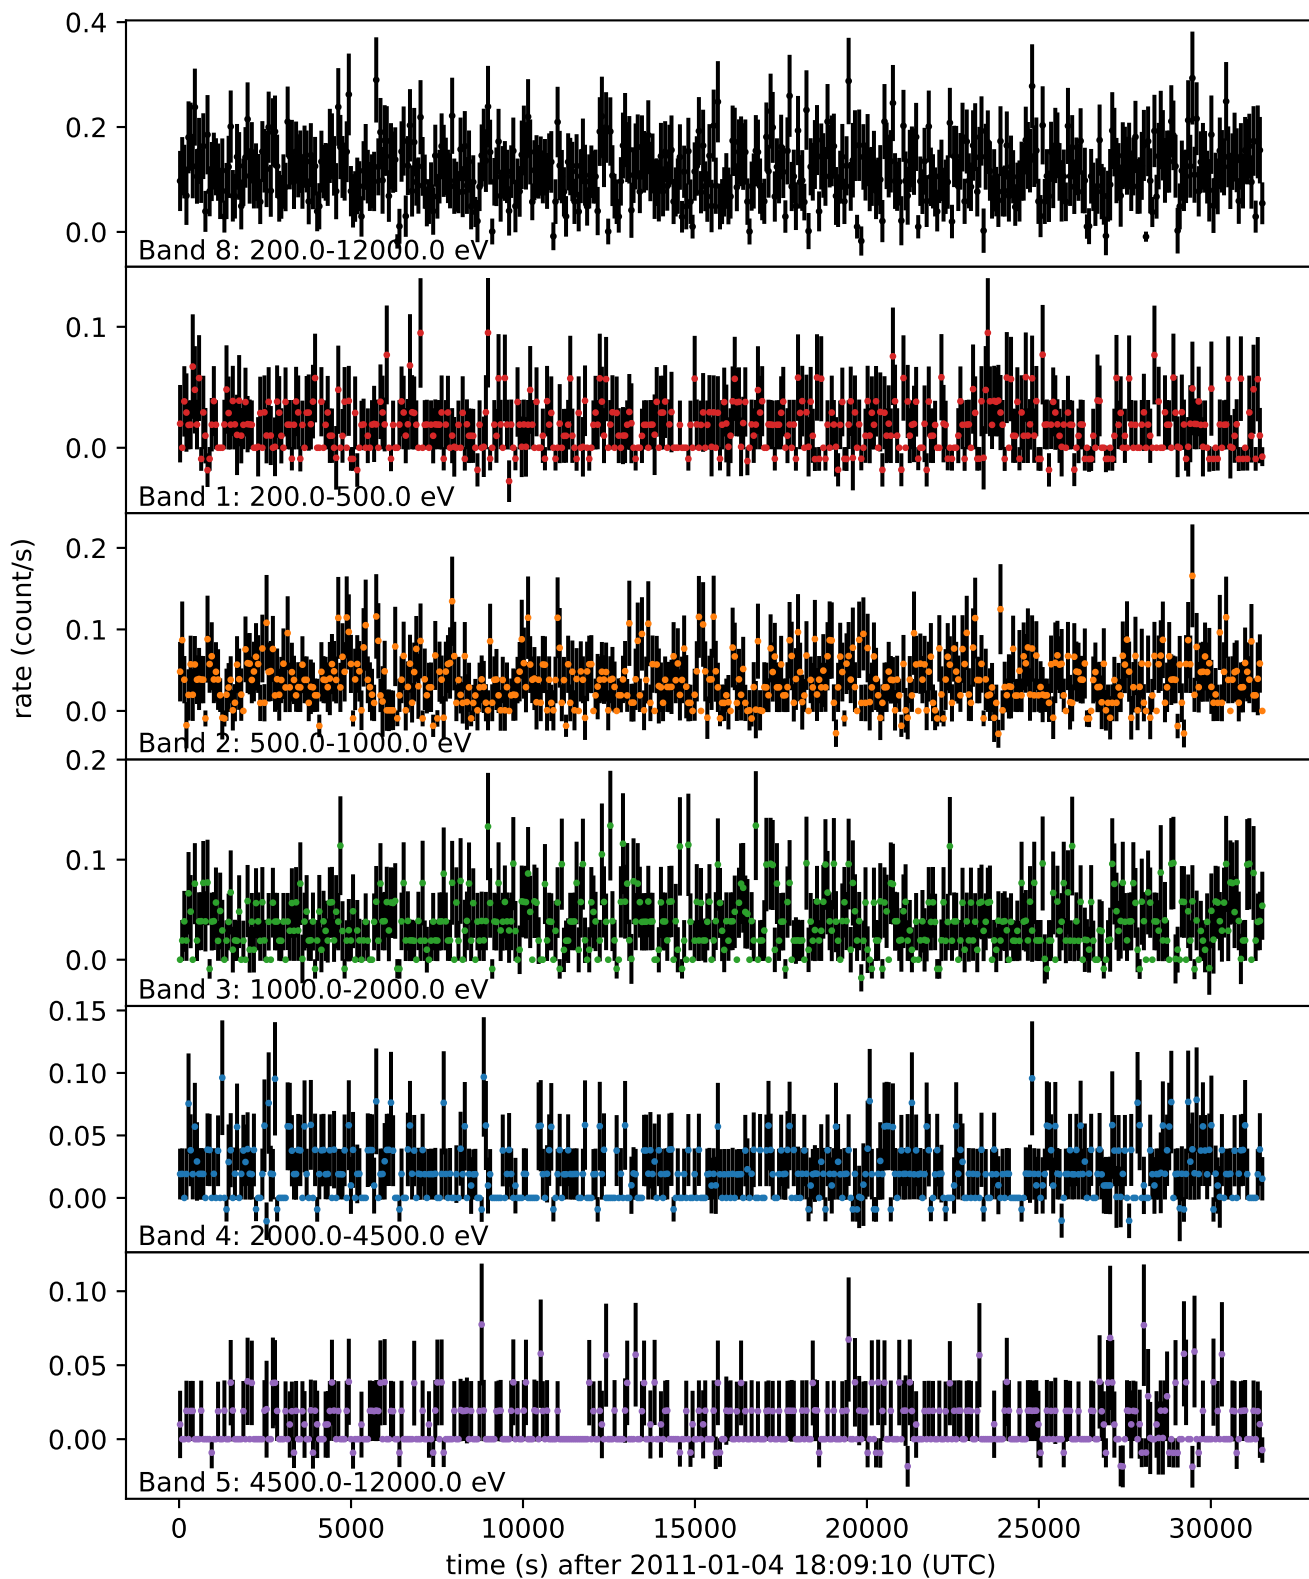 0.4
0.2
0.0
Band 8: 200.0-12000.0 eV
0.1
0.0
Band 1: 200.0-500.0 eV
rate (count/s)
0.2
0.1
0.0
Band 2: 500.0-1000.0 eV
0.2
0.1
0.0
Band 3: 1000.0-2000.0 eV
0.15
0.10
0.05
0.00
Band 4: 2000.0-4500.0 eV
0.10
0.05
0.00
Band 5: 4500.0-12000.0 eV
0 5000 10000 15000 20000 25000 30000
time (s) after 2011-01-04 18:09:10 (UTC)